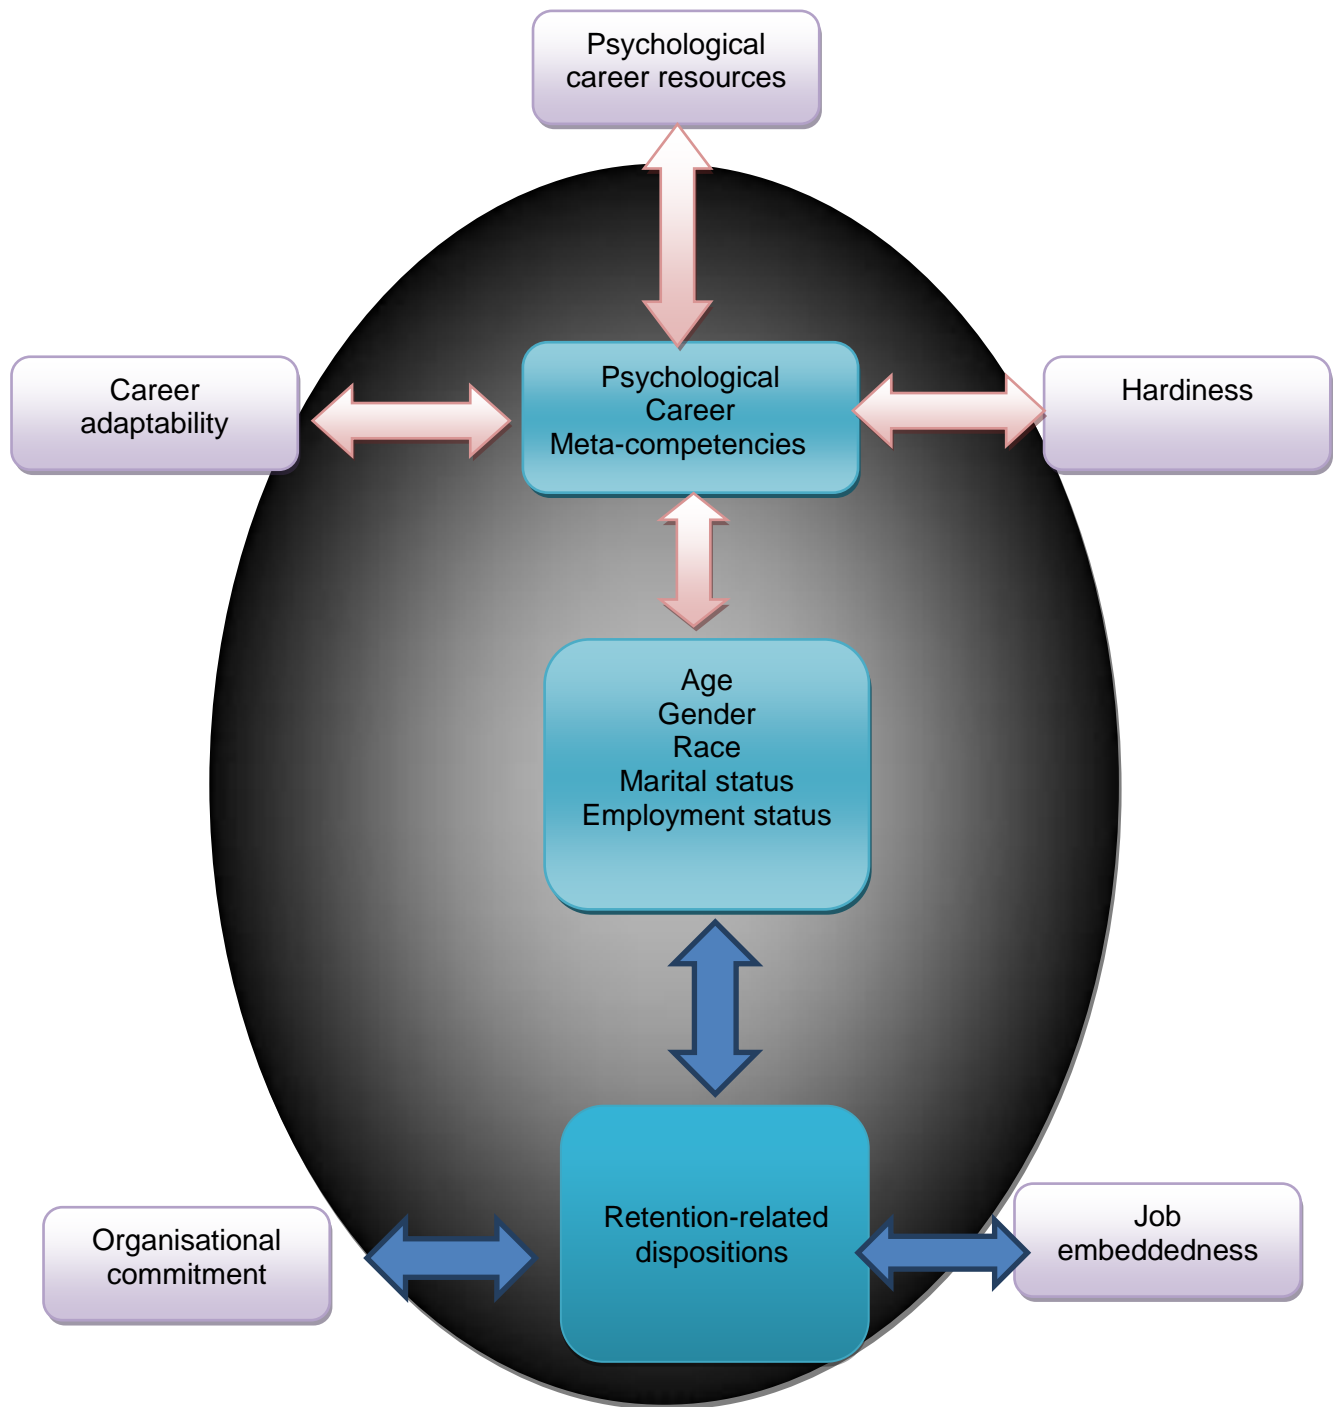 Psychological
career resources
Career
adaptability
Psychological
Career
Meta-competencies
Hardiness
Age
Gender
Race
Marital status
Employment status
Organisational
commitment
Retention-related
dispositions
Job
embeddedness